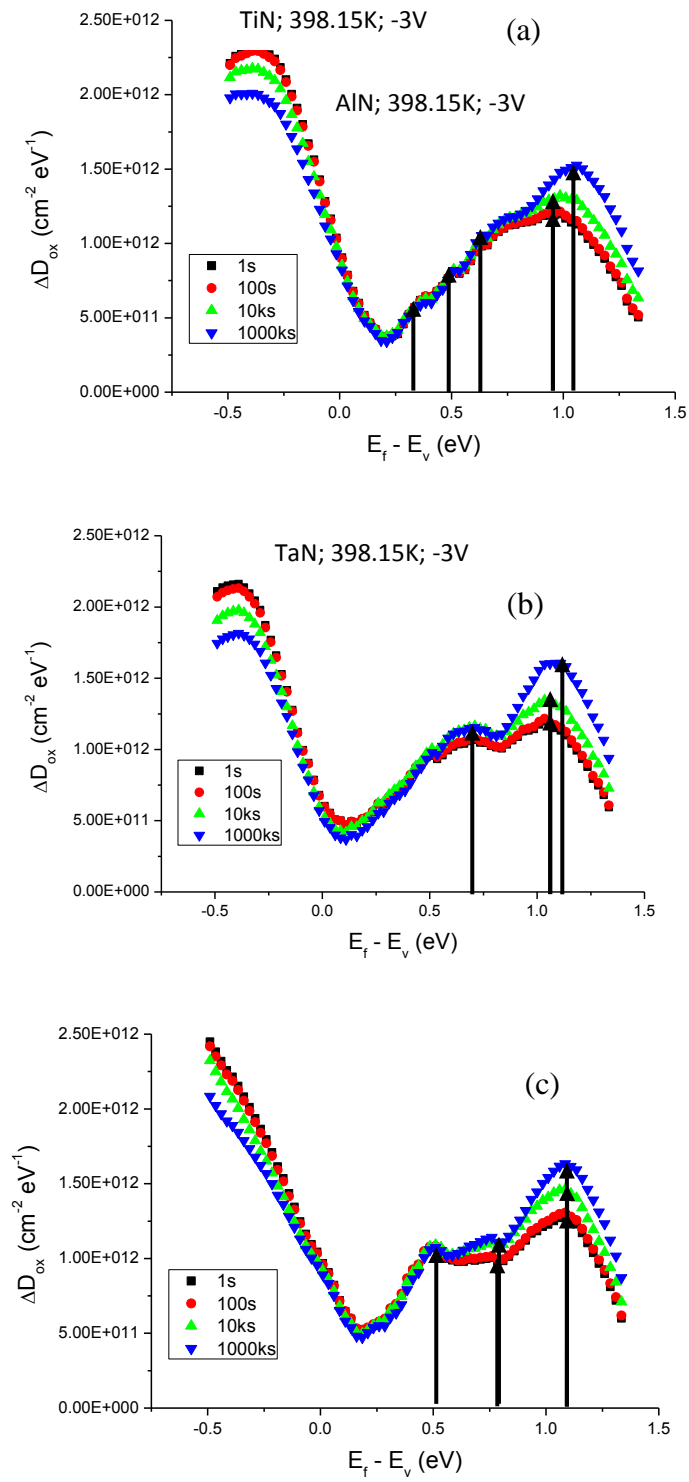 TiN; 398.15K; -3V
(a)
AlN; 398.15K; -3V
2.50E+012
2.00E+012
1.50E+012
1.00E+012
5.00E+011
0.00E+000
ΔD_ox (cm⁻² eV⁻¹)
1s
100s
10ks
1000ks
-0.5 0.0 0.5 1.0 1.5
E_f - E_v (eV)
TaN; 398.15K; -3V
(b)
2.50E+012
2.00E+012
1.50E+012
1.00E+012
5.00E+011
0.00E+000
ΔD_ox (cm⁻² eV⁻¹)
1s
100s
10ks
1000ks
-0.5 0.0 0.5 1.0 1.5
E_f - E_v (eV)
(c)
2.50E+012
2.00E+012
1.50E+012
1.00E+012
5.00E+011
0.00E+000
ΔD_ox (cm⁻² eV⁻¹)
1s
100s
10ks
1000ks
-0.5 0.0 0.5 1.0 1.5
E_f - E_v (eV)